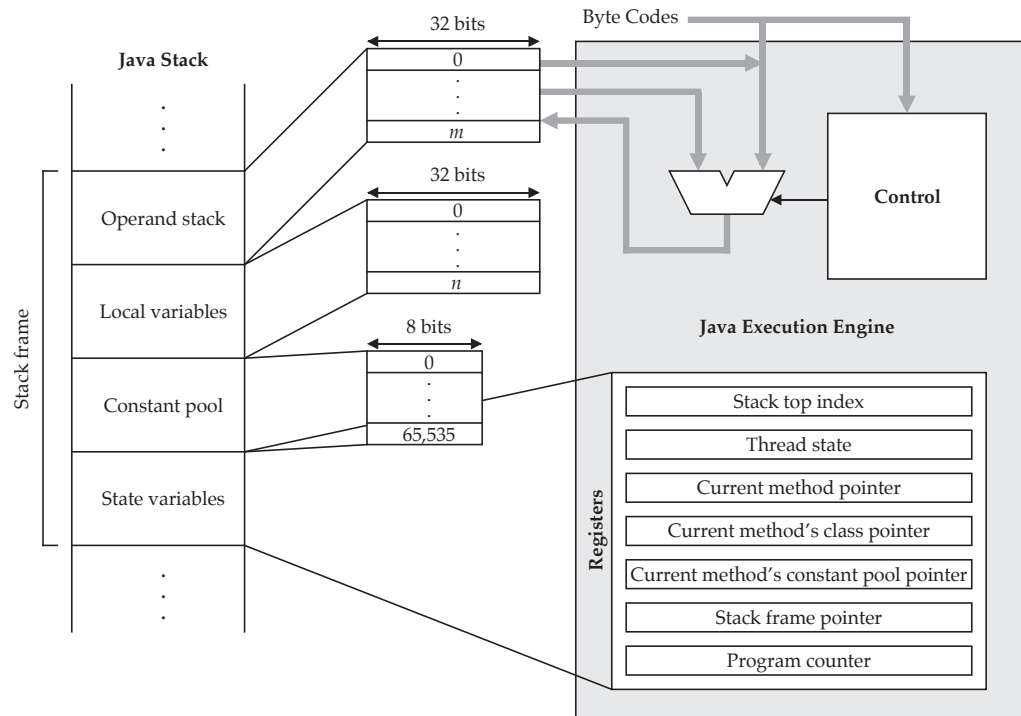 Byte Codes
32 bits
Java Stack
0
.
.
.
m
.
.
.
32 bits
0
.
.
.
n
Control
Stack frame
Operand stack
Local variables
Constant pool
State variables
.
.
.
8 bits
0
.
.
.
65,535
Java Execution Engine
Registers
Stack top index
Thread state
Current method pointer
Current method’s class pointer
Current method’s constant pool pointer
Stack frame pointer
Program counter